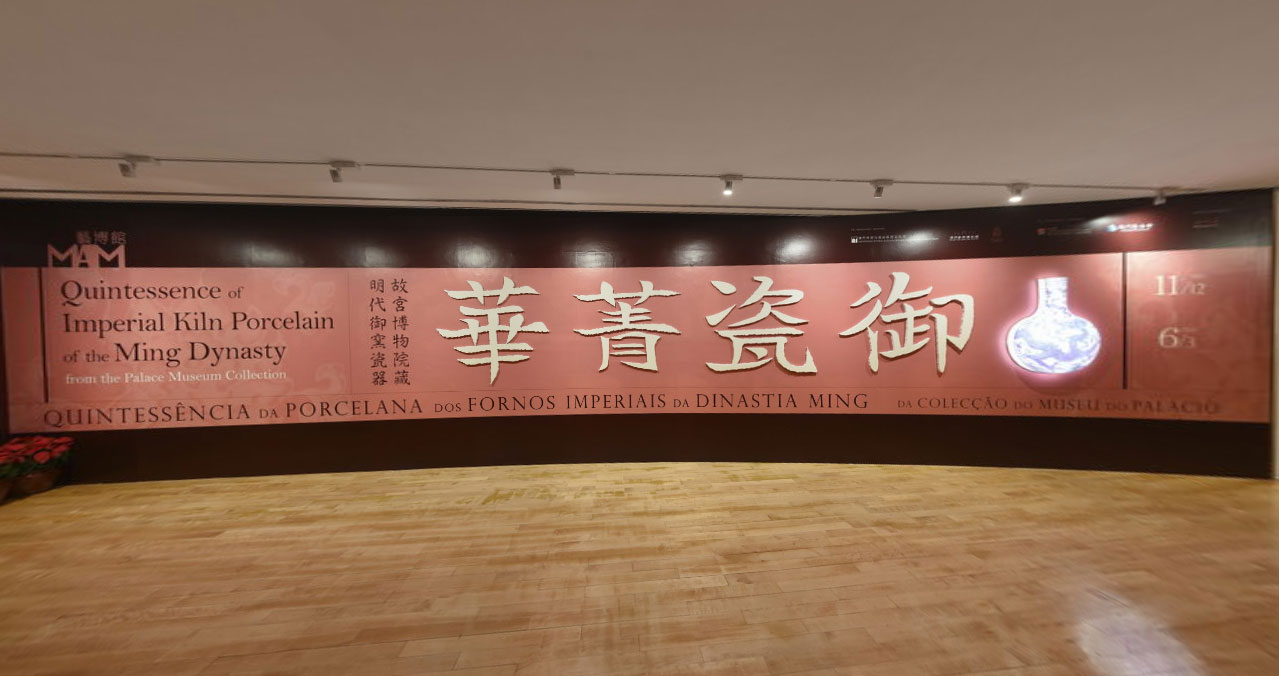 藝博館
MAM
Quintessence of
Imperial Kiln Porcelain
of the Ming Dynasty
from the Palace Museum Collection
故宮博物院藏
明代御窯瓷器
御瓷菁華
11/12
6/3
QUINTESSÊNCIA DA PORCELANA DOS FORNOS IMPERIAIS DA DINASTIA MING DA COLECÇÃO DO MUSEU DO PALÁCIO